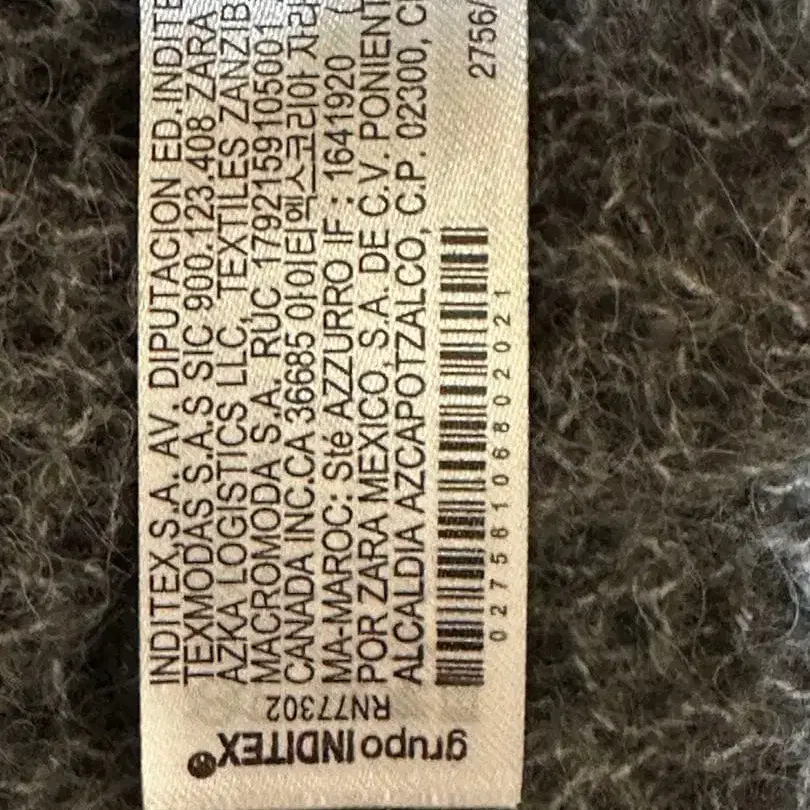 INDITEX,S.A. AV. DIPUTACION ED.INDITE
TEXMODAS S.A.S SIC 900.123.408 ZARA
AZKA LOGISTICS LLC, TEXTILES ZANZIB
MACROMODA S.A. RUC 1792159105001
CANADA INC.CA 36685 아이티엑스코리아 자라
MA-MAROC: Sté AZZURRO IF : 1641920
POR ZARA MEXICO, S.A. DE C.V. PONIENT
ALCALDIA AZCAPOTZALCO, C.P. 02300, C
2756/
02756106802021
RN77302
grupo INDITEX